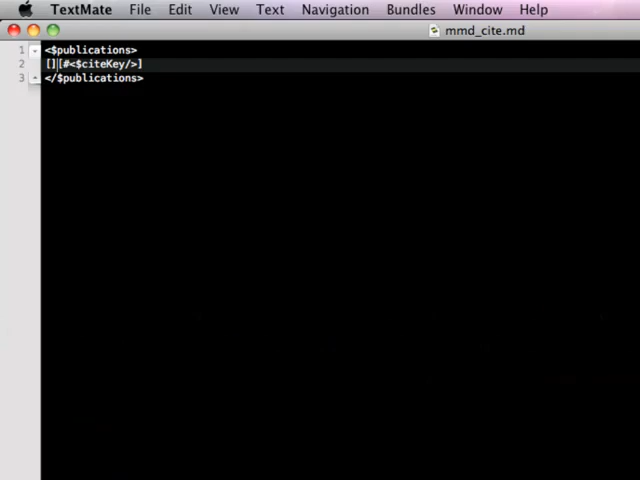 TextMate File Edit View Text Navigation Bundles Window Help
mmd_cite.md
1 <$publications>
2 [][#<$citeKey/>]
3 </$publications>